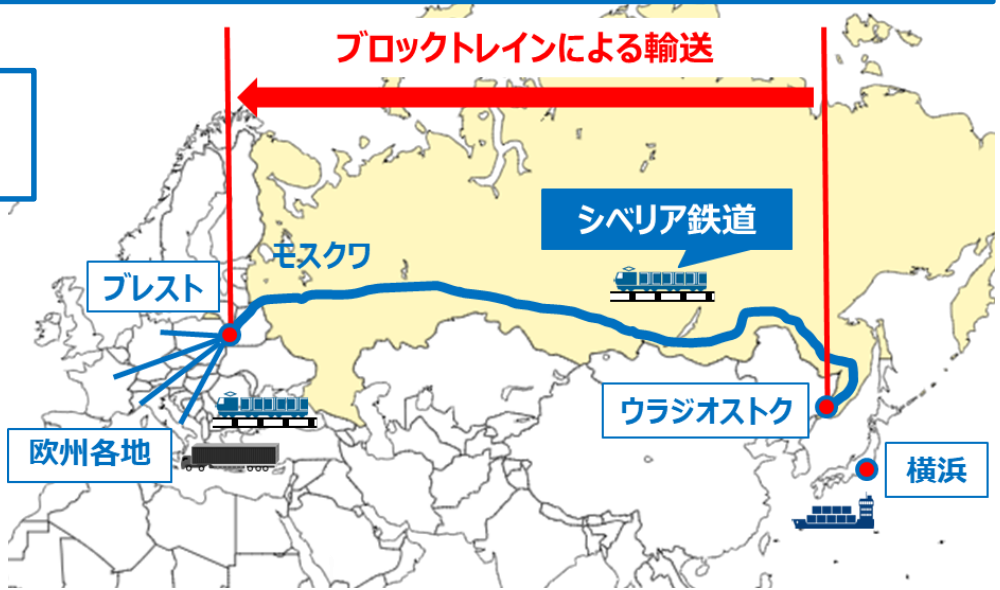 ブロックトレインによる輸送
シベリア鉄道
モスクワ
ブレスト
ウラジオストク
欧州各地
横浜